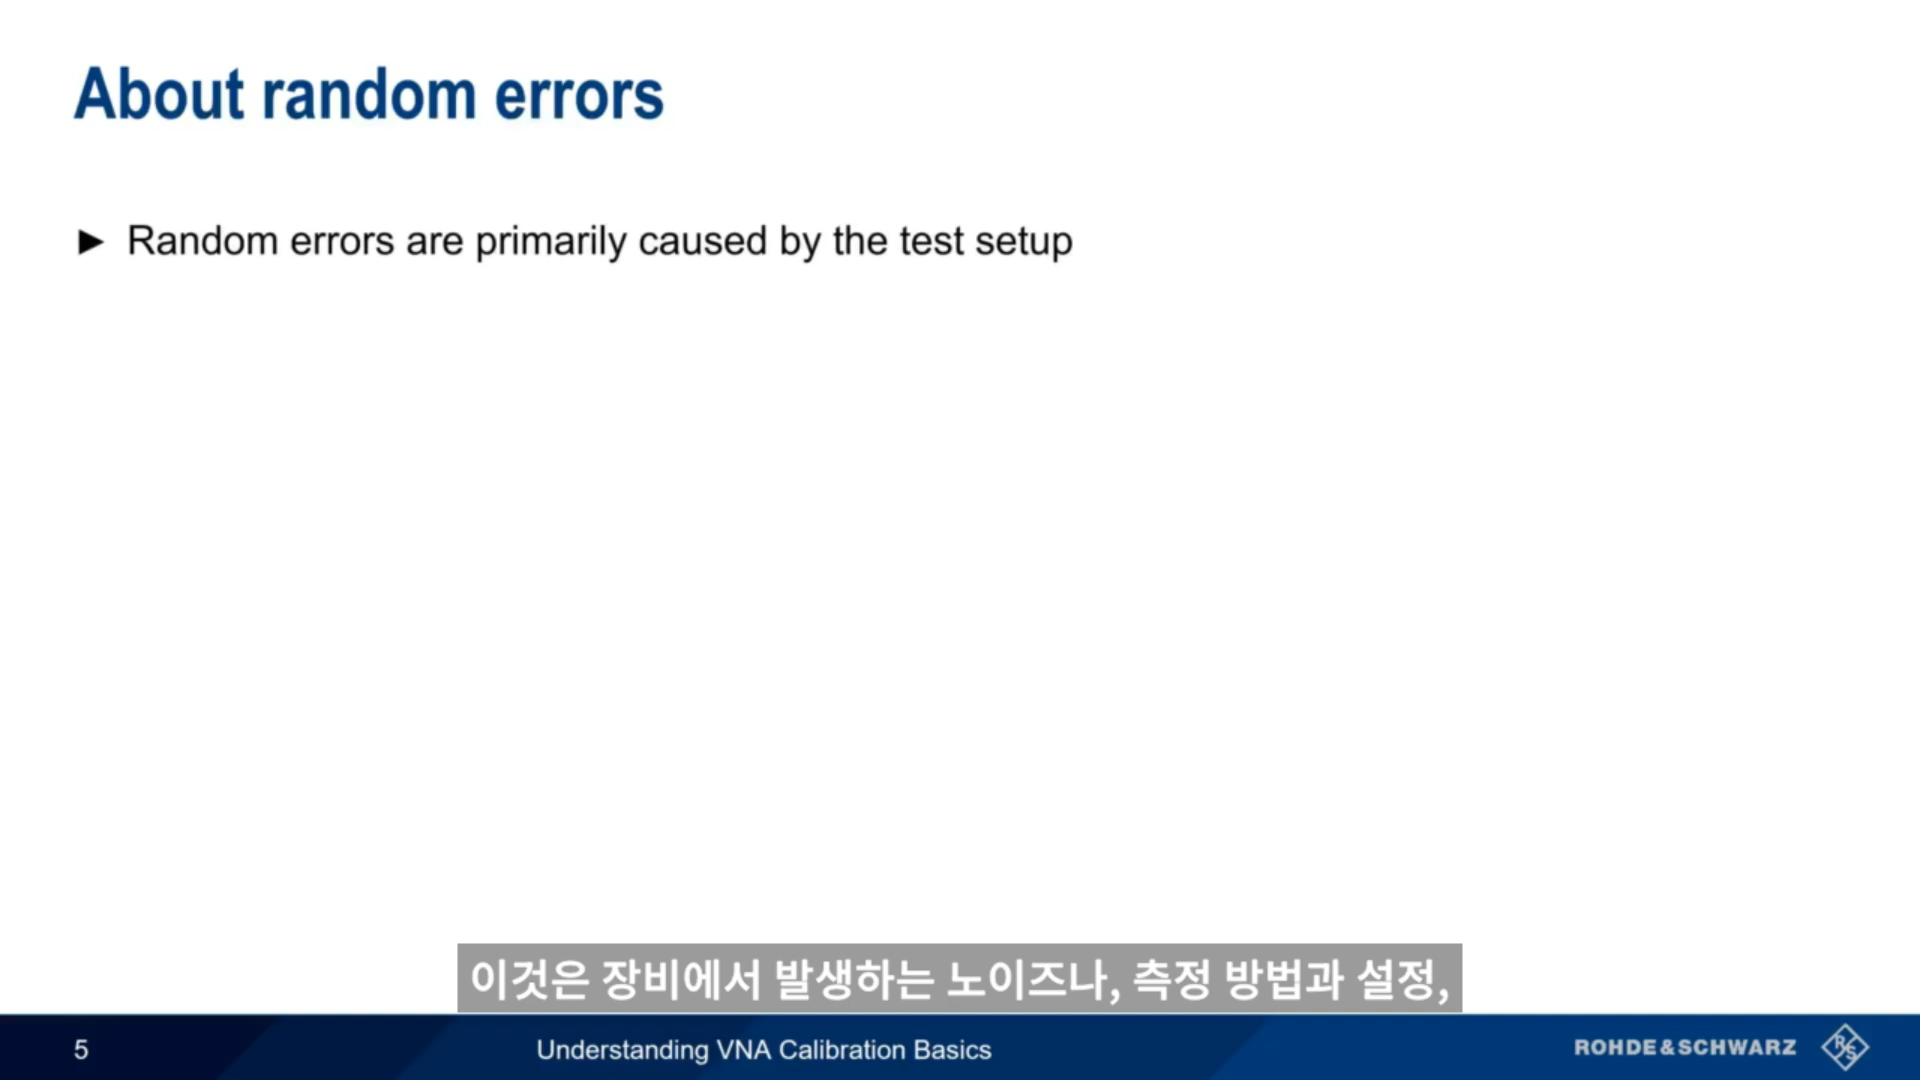 About random errors
► Random errors are primarily caused by the test setup
이것은 장비에서 발생하는 노이즈나, 측정 방법과 설정,
5
Understanding VNA Calibration Basics
ROHDE&SCHWARZ
R&S